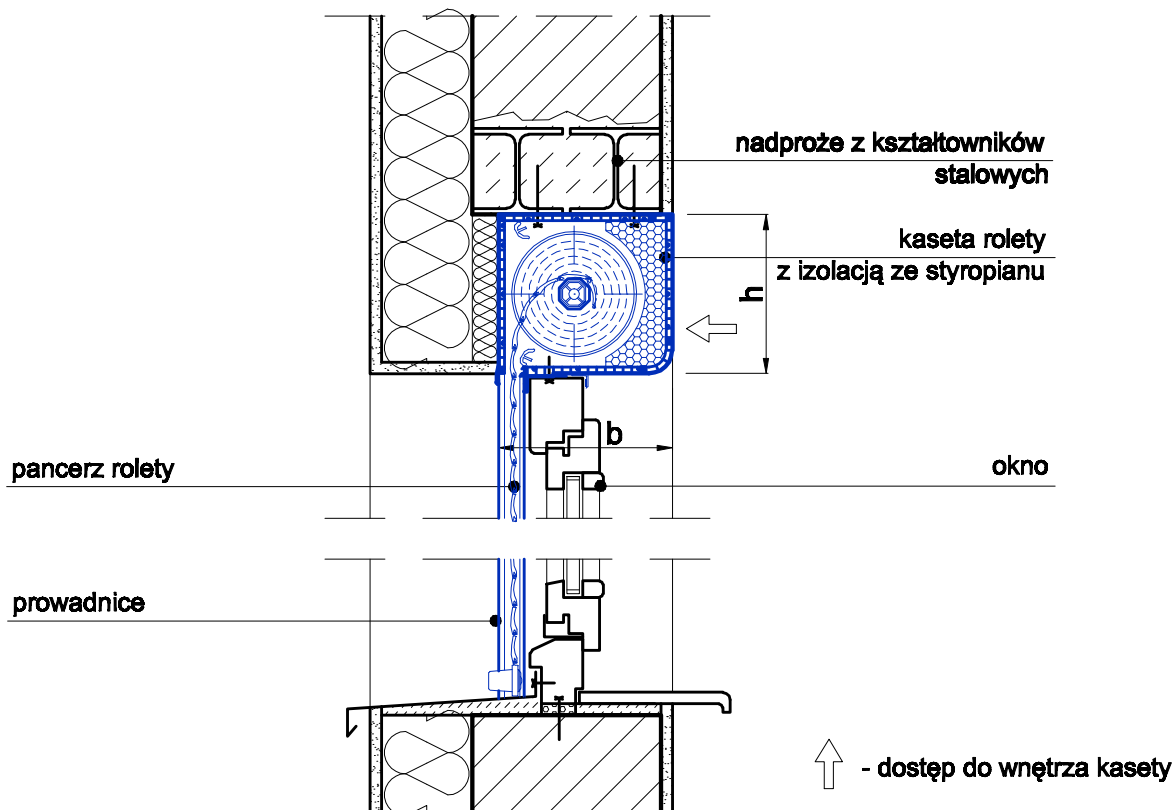 nadproże z kształtowników
stalowych
kaseta rolety
z izolacją ze styropianu
h
b
pancerz rolety
okno
prowadnice
- dostęp do wnętrza kasety